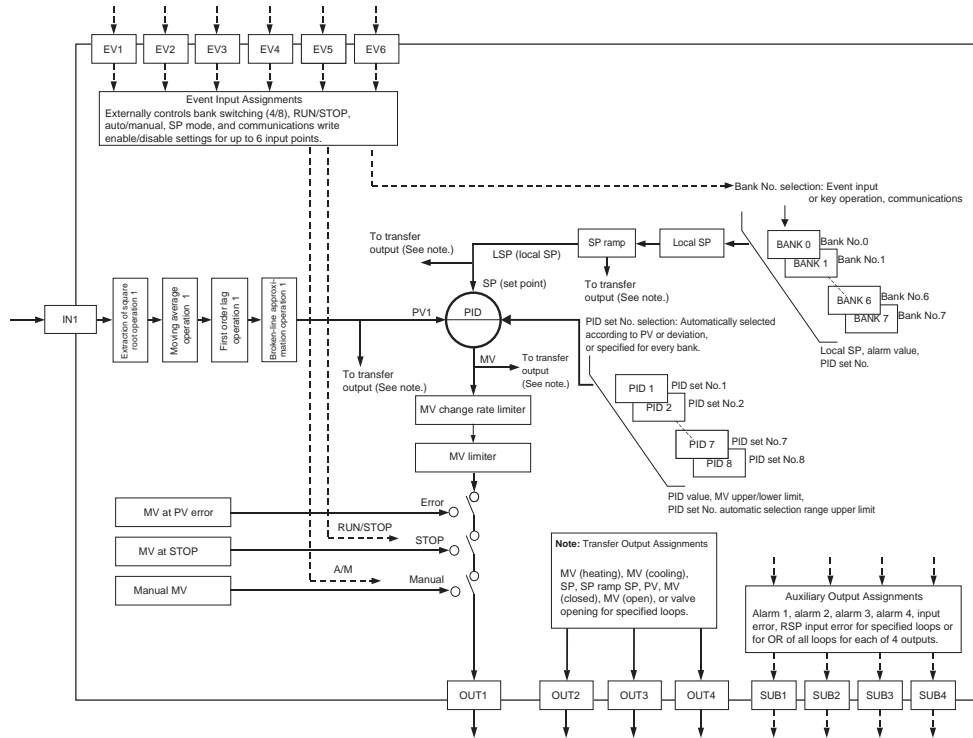 EV1 EV2 EV3 EV4 EV5 EV6
Event Input Assignments
Externally controls bank switching (4/8), RUN/STOP,
auto/manual, SP mode, and communications write
enable/disable settings for up to 6 input points.
Bank No. selection: Event input
or key operation, communications
BANK 0
Bank No.0
BANK 1
Bank No.1
BANK 6
Bank No.6
BANK 7
Bank No.7
Local SP, alarm value,
PID set No.
Local SP
SP ramp
To transfer
output (See note.)
LSP (local SP)
To transfer
output (See note.)
SP (set point)
IN1
Extraction of square
root operation 1
Moving average
operation 1
First order lag
operation 1
Broken-line approxi-
mation operation 1
PV1
PID
To transfer
output (See note.)
MV
To transfer
output
(See note.)
PID set No. selection: Automatically selected
according to PV or deviation,
or specified for every bank.
PID 1
PID set No.1
PID 2
PID set No.2
PID 7
PID set No.7
PID 8
PID set No.8
PID value, MV upper/lower limit,
PID set No. automatic selection range upper limit
MV change rate limiter
MV limiter
MV at PV error
Error
RUN/STOP
MV at STOP
STOP
A/M
Manual MV
Manual
Note: Transfer Output Assignments
MV (heating), MV (cooling),
SP, SP ramp SP, PV, MV
(closed), MV (open), or valve
opening for specified loops.
Auxiliary Output Assignments
Alarm 1, alarm 2, alarm 3, alarm 4, input
error, RSP input error for specified loops or
for OR of all loops for each of 4 outputs.
OUT1 OUT2 OUT3 OUT4 SUB1 SUB2 SUB3 SUB4